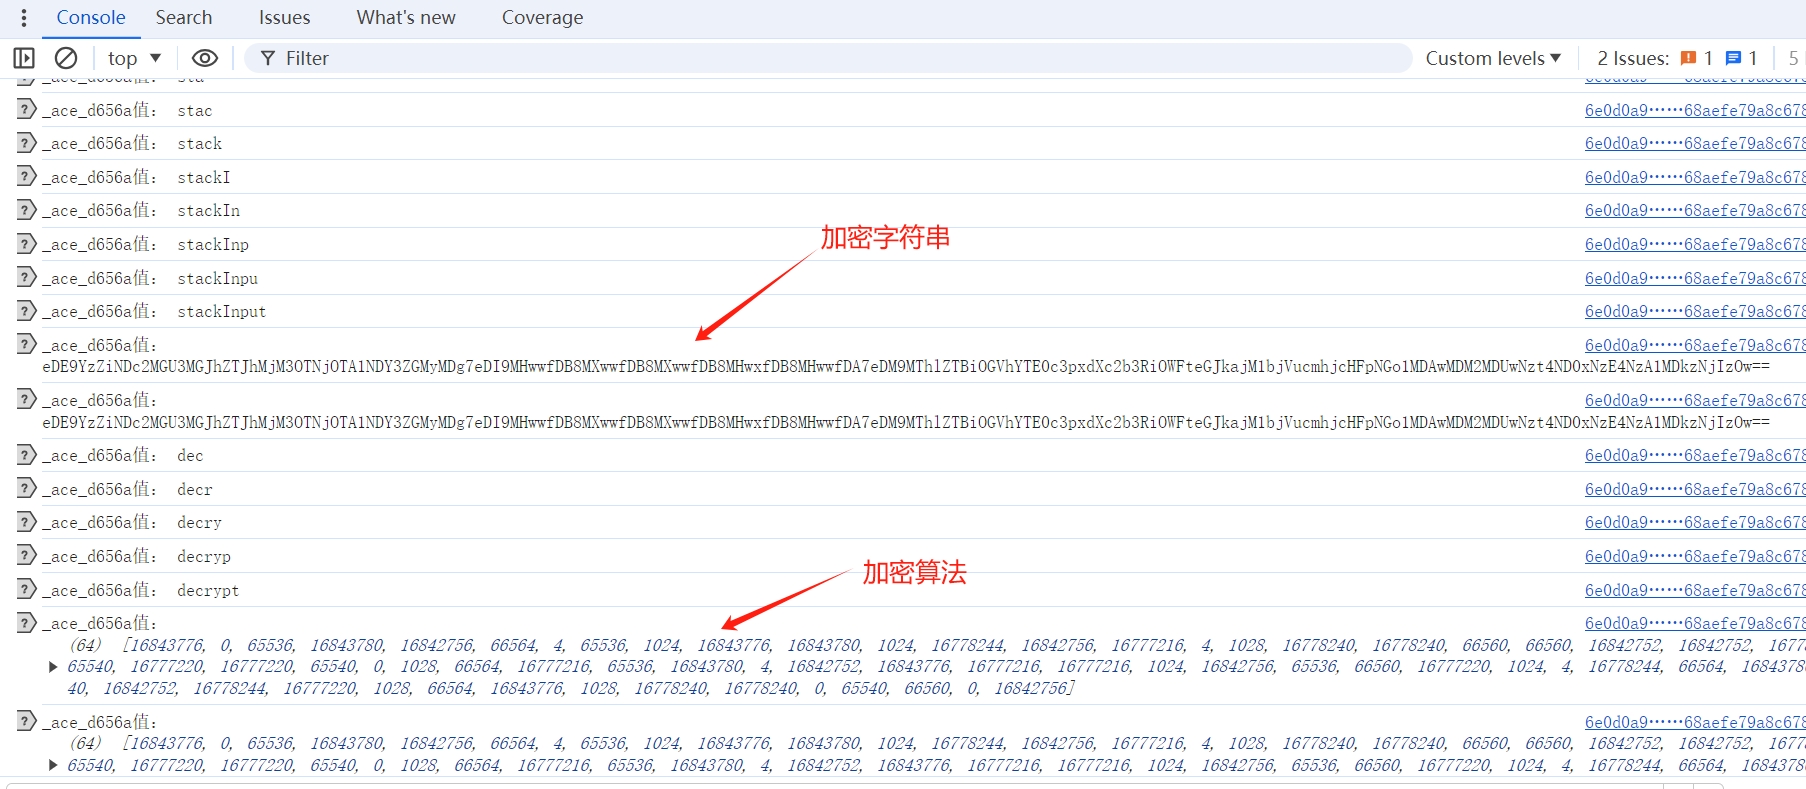 Console Search Issues What's new Coverage
top Filter Custom levels 2 Issues: 1 1 5
_ace_d656a值： sta
_ace_d656a值： stac 6e0d0a9……68aefe79a8c678
_ace_d656a值： stack 6e0d0a9……68aefe79a8c678
_ace_d656a值： stackI 6e0d0a9……68aefe79a8c678
_ace_d656a值： stackIn 6e0d0a9……68aefe79a8c678
加密字符串
_ace_d656a值： stackInp 6e0d0a9……68aefe79a8c678
_ace_d656a值： stackInpu 6e0d0a9……68aefe79a8c678
_ace_d656a值： stackInput 6e0d0a9……68aefe79a8c678
_ace_d656a值： 6e0d0a9……68aefe79a8c678
eDE9YzZiNDc2MGU3MGJhZTJhMjM3OTNjOTA1NDY3ZGMyMDg7eDI9MHwwfDB8MXwwfDB8MXwwfDB8MHwxfDB8MHwwfDA7eDM9MThlZTBiOGVhYTE0c3pxdXc2b3RiOWFteGJkajM1bjVucmhjcHFpNGo1MDAwMDM2MDUwNzt4ND0xNzE4NzA1MDkzNjIzOw==
_ace_d656a值： 6e0d0a9……68aefe79a8c678
eDE9YzZiNDc2MGU3MGJhZTJhMjM3OTNjOTA1NDY3ZGMyMDg7eDI9MHwwfDB8MXwwfDB8MXwwfDB8MHwxfDB8MHwwfDA7eDM9MThlZTBiOGVhYTE0c3pxdXc2b3RiOWFteGJkajM1bjVucmhjcHFpNGo1MDAwMDM2MDUwNzt4ND0xNzE4NzA1MDkzNjIzOw==
_ace_d656a值： dec 6e0d0a9……68aefe79a8c678
_ace_d656a值： decr 6e0d0a9……68aefe79a8c678
_ace_d656a值： decry 6e0d0a9……68aefe79a8c678
_ace_d656a值： decryp 6e0d0a9……68aefe79a8c678
加密算法
_ace_d656a值： decrypt 6e0d0a9……68aefe79a8c678
_ace_d656a值： 6e0d0a9……68aefe79a8c678
(64) [16843776, 0, 65536, 16843780, 16842756, 66564, 4, 65536, 1024, 16843776, 16843780, 1024, 16778244, 16842756, 16777216, 4, 1028, 16778240, 16778240, 66560, 66560, 16842752, 16842752, 1677
65540, 16777220, 16777220, 65540, 0, 1028, 66564, 16777216, 65536, 16843780, 4, 16842752, 16843776, 16777216, 16777216, 1024, 16842756, 65536, 66560, 16777220, 1024, 4, 16778244, 66564, 1684378
40, 16842752, 16778244, 16777220, 1028, 66564, 16843776, 1028, 16778240, 16778240, 0, 65540, 66560, 0, 16842756]
_ace_d656a值： 6e0d0a9……68aefe79a8c678
(64) [16843776, 0, 65536, 16843780, 16842756, 66564, 4, 65536, 1024, 16843776, 16843780, 1024, 16778244, 16842756, 16777216, 4, 1028, 16778240, 16778240, 66560, 66560, 16842752, 16842752, 1677
65540, 16777220, 16777220, 65540, 0, 1028, 66564, 16777216, 65536, 16843780, 4, 16842752, 16843776, 16777216, 16777216, 1024, 16842756, 65536, 66560, 16777220, 1024, 4, 16778244, 66564, 1684378